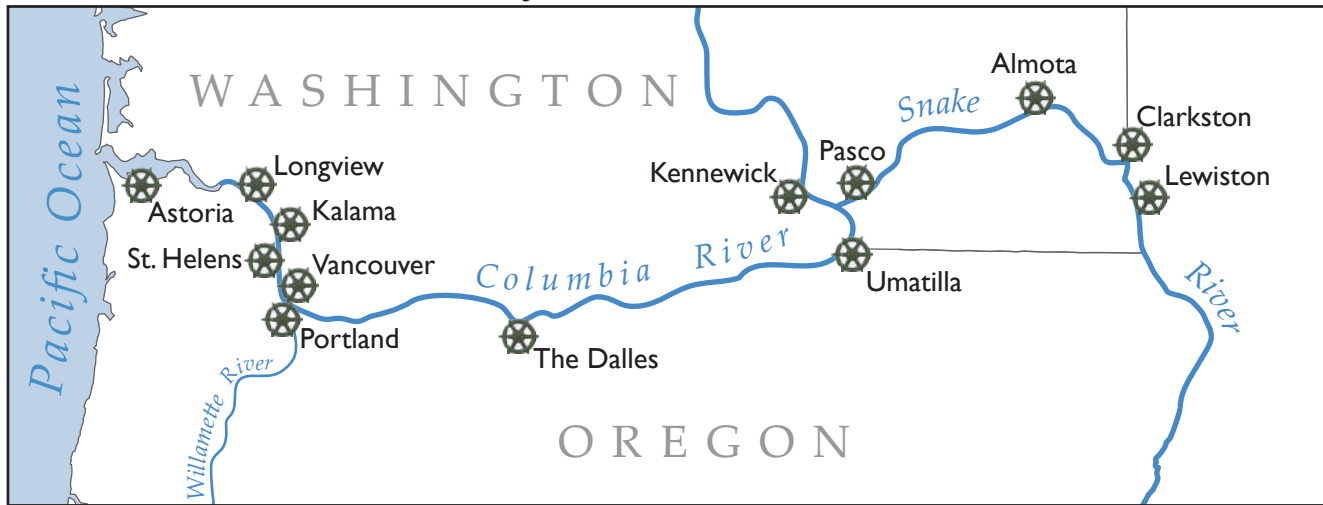 Pacific Ocean
WASHINGTON
OREGON
Astoria
Longview
Kalama
St. Helens
Vancouver
Portland
Willamette River
Columbia River
The Dalles
Umatilla
Kennewick
Pasco
Snake River
Almota
Clarkston
Lewiston